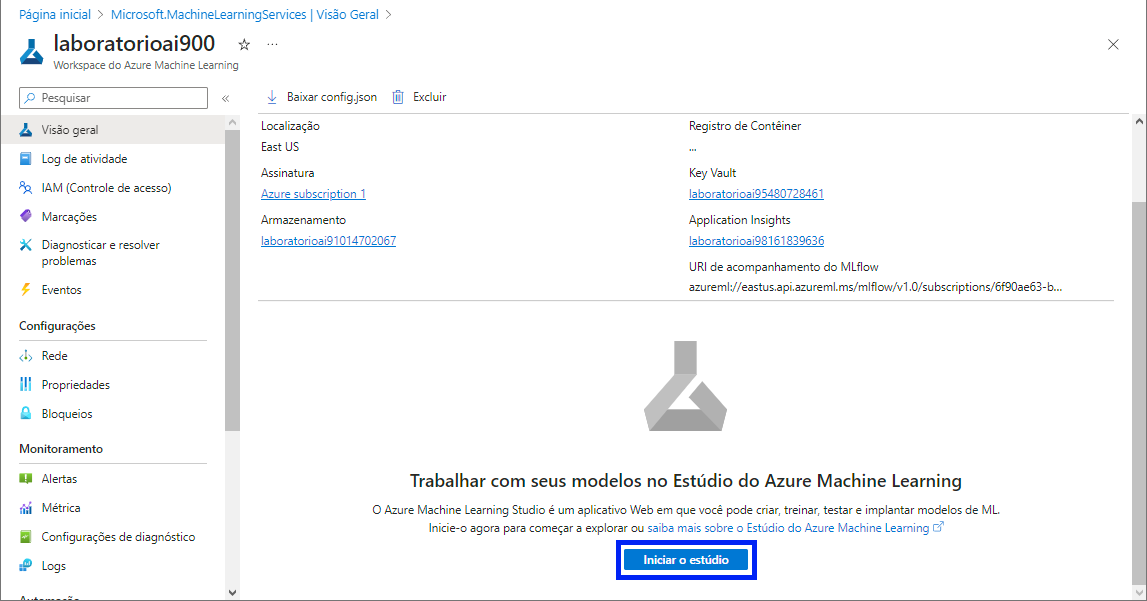 Página inicial > Microsoft.MachineLearningServices | Visão Geral >
laboratorioai900 ☆ ...
Workspace do Azure Machine Learning
Pesquisar
«
Visão geral
Log de atividade
IAM (Controle de acesso)
Marcações
Diagnosticar e resolver
problemas
Eventos
Configurações
Rede
Propriedades
Bloqueios
Monitoramento
Alertas
Métrica
Configurações de diagnóstico
Logs
Automação
Baixar config.json
Excluir
Localização
East US
Assinatura
Azure subscription 1
Armazenamento
laboratorioai91014702067
Registro de Contêiner
...
Key Vault
laboratorioai95480728461
Application Insights
laboratorioai98161839636
URI de acompanhamento do MLflow
azureml://eastus.api.azureml.ms/mlflow/v1.0/subscriptions/6f90ae63-b...
Trabalhar com seus modelos no Estúdio do Azure Machine Learning
O Azure Machine Learning Studio é um aplicativo Web em que você pode criar, treinar, testar e implantar modelos de ML.
Inicie-o agora para começar a explorar ou saiba mais sobre o Estúdio do Azure Machine Learning
Iniciar o estúdio